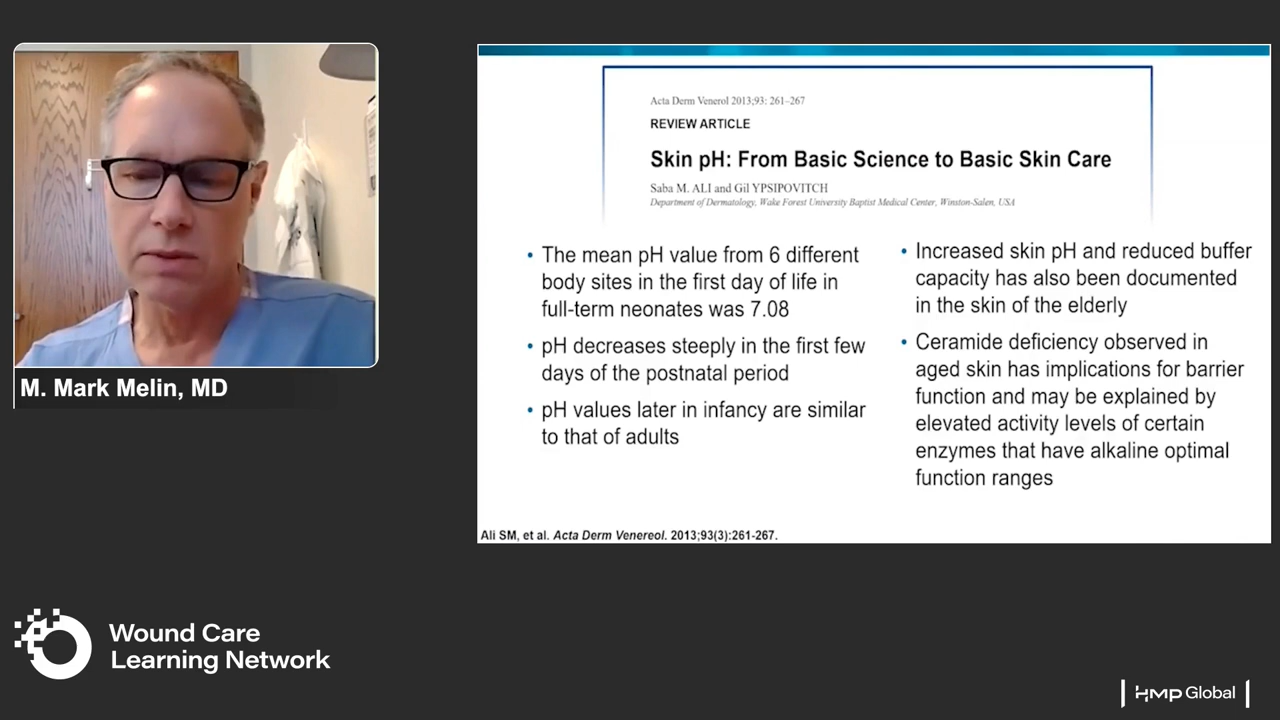 M. Mark Melin, MD
Acta Derm Venerol 2013;93: 261–267
REVIEW ARTICLE
Skin pH: From Basic Science to Basic Skin Care
Saba M. ALI and Gil YPSIPOVITCH
Department of Dermatology, Wake Forest University Baptist Medical Center, Winston-Salen, USA
• The mean pH value from 6 different
body sites in the first day of life in
full-term neonates was 7.08
• pH decreases steeply in the first few
days of the postnatal period
• pH values later in infancy are similar
to that of adults
• Increased skin pH and reduced buffer
capacity has also been documented
in the skin of the elderly
• Ceramide deficiency observed in
aged skin has implications for barrier
function and may be explained by
elevated activity levels of certain
enzymes that have alkaline optimal
function ranges
Ali SM, et al. Acta Derm Venereol. 2013;93(3):261-267.
Wound Care
Learning Network
HMP Global